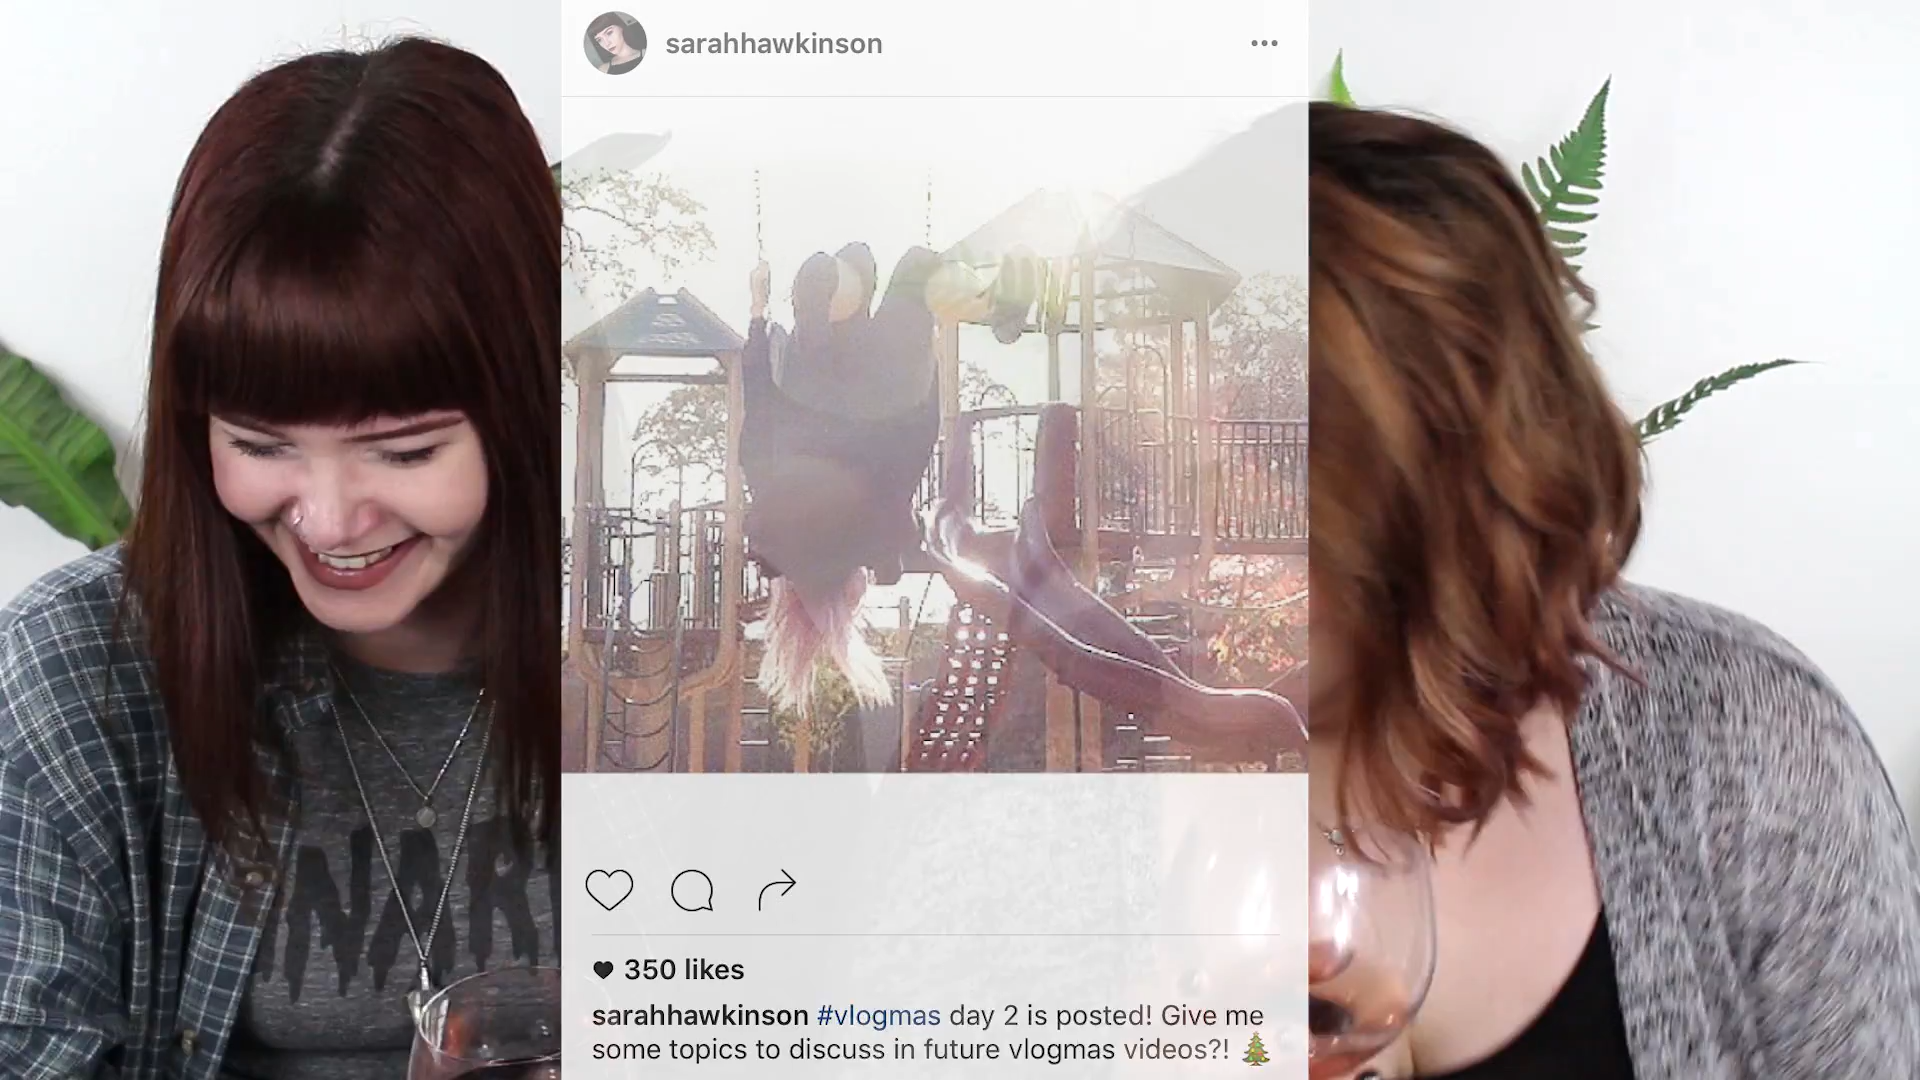 sarahhawkinson
NAR
350 likes
sarahhawkinson #vlogmas day 2 is posted! Give me
some topics to discuss in future vlogmas videos?!